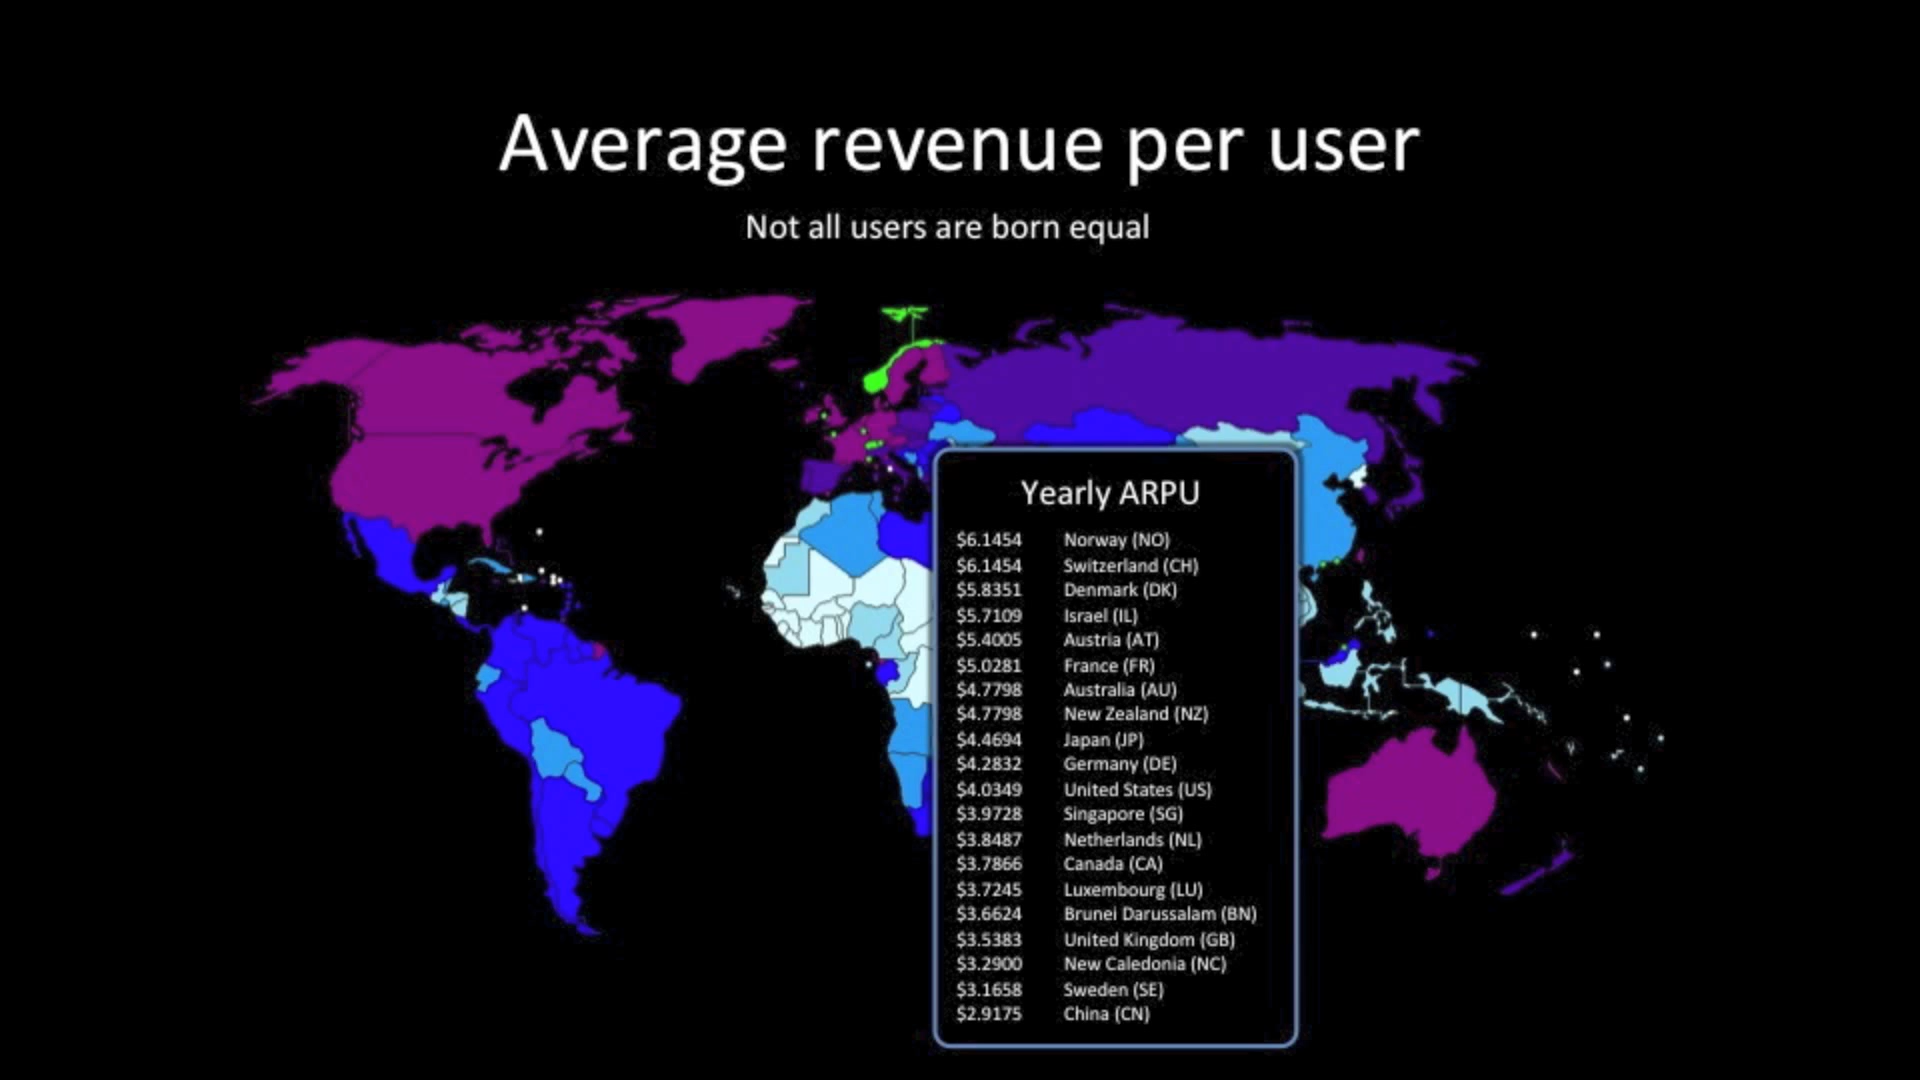 Average revenue per user
Not all users are born equal
Yearly ARPU
$6.1454 Norway (NO)
$6.1454 Switzerland (CH)
$5.8351 Denmark (DK)
$5.7109 Israel (IL)
$5.4005 Austria (AT)
$5.0281 France (FR)
$4.7798 Australia (AU)
$4.7798 New Zealand (NZ)
$4.4694 Japan (JP)
$4.2832 Germany (DE)
$4.0349 United States (US)
$3.9728 Singapore (SG)
$3.8487 Netherlands (NL)
$3.7866 Canada (CA)
$3.7245 Luxembourg (LU)
$3.6624 Brunei Darussalam (BN)
$3.5383 United Kingdom (GB)
$3.2900 New Caledonia (NC)
$3.1658 Sweden (SE)
$2.9175 China (CN)